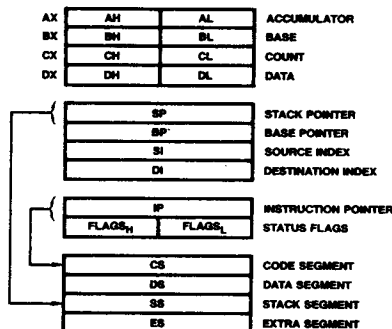 AX AH AL ACCUMULATOR
BX BH BL BASE
CX CH CL COUNT
DX DH DL DATA
SP STACK POINTER
BP BASE POINTER
SI SOURCE INDEX
DI DESTINATION INDEX
IP INSTRUCTION POINTER
FLAGSH FLAGSL STATUS FLAGS
CS CODE SEGMENT
DS DATA SEGMENT
SS STACK SEGMENT
ES EXTRA SEGMENT